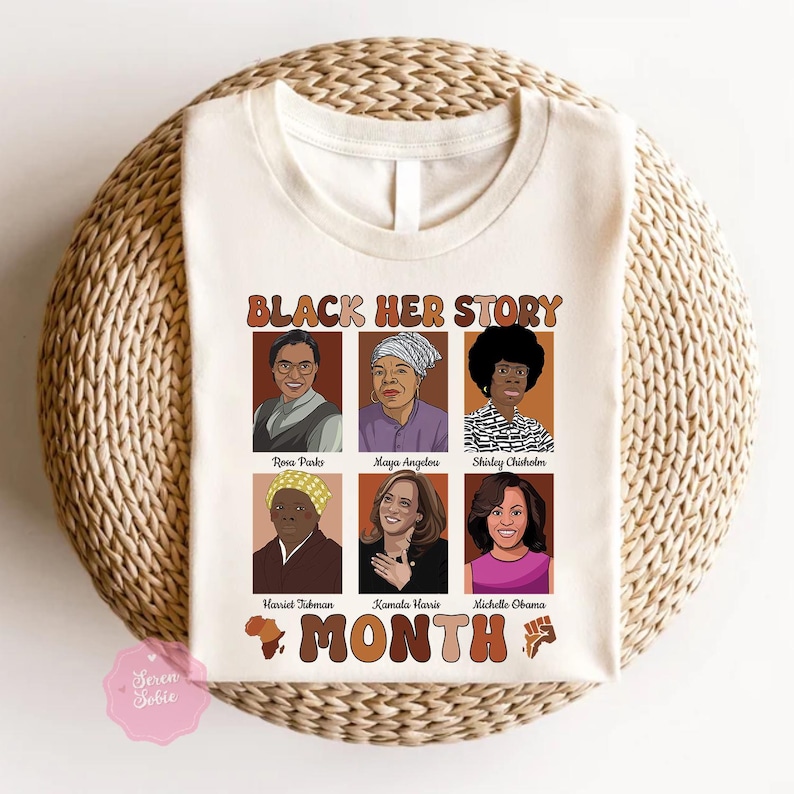 BLACK HER STORY
Rosa Parks Maya Angelou Shirley Chisholm
Harriet Tubman Kamala Harris Michelle Obama
MONTH
Seren
Sobie